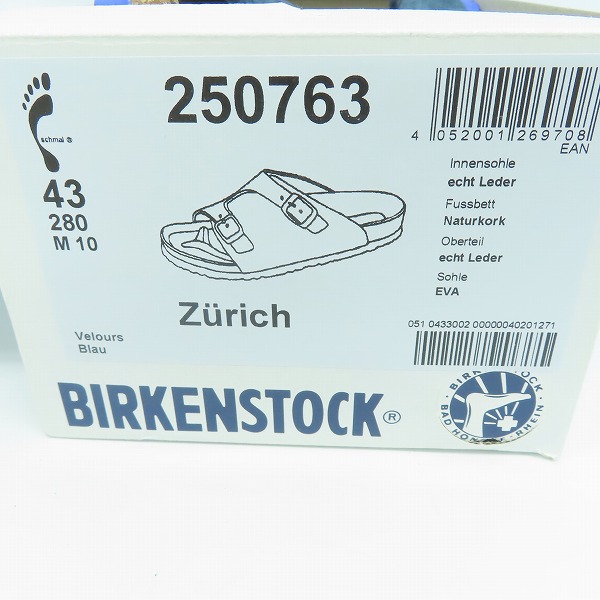 250763
schmal ®
43
280
M 10
4 052001 269708
EAN
Innensohle
echt Leder
Fussbett
Naturkork
Oberteil
echt Leder
Sohle
EVA
Zürich
Velours
Blau
051 0433002 00000040201271
BIRKENSTOCK®
BIRKENSTOCK
BAD HONNEF-RHEIN